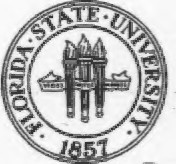 FLORIDA · STATE · UNIVERSITY ·
1857